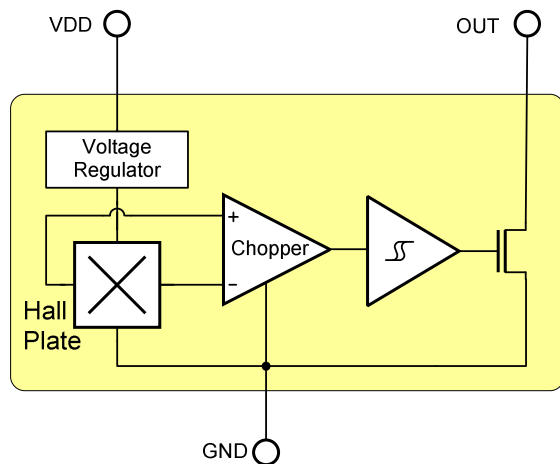 VDD
OUT
Voltage
Regulator
+
Chopper
−
Hall
Plate
GND